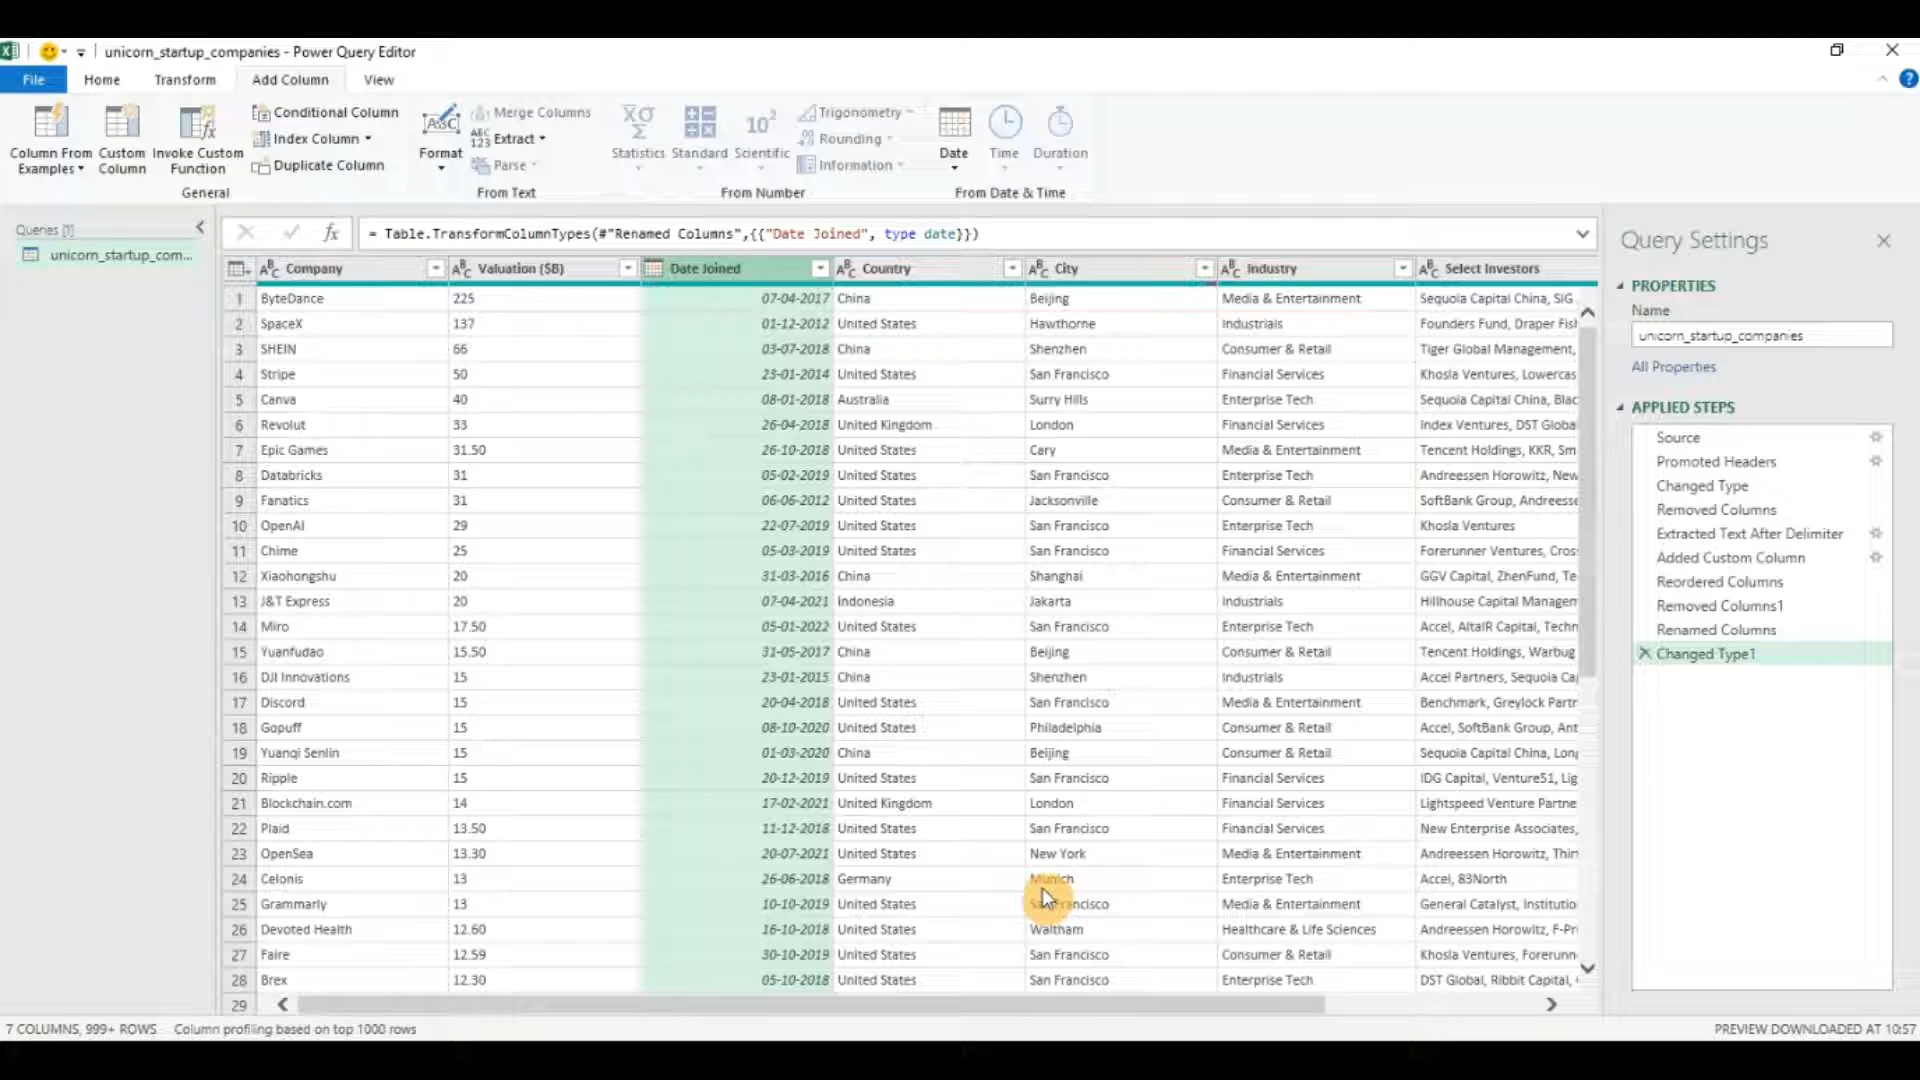 unicorn_startup_companies - Power Query Editor
File Home Transform Add Column View
Column From Examples
Custom Column
Invoke Custom Function
Conditional Column
Index Column
Duplicate Column
General
Format
Merge Columns
Extract
Parse
From Text
Statistics
Standard
Scientific
Trigonometry
Rounding
Information
From Number
Date
Time
Duration
From Date & Time
Queries [1]
unicorn_startup_com...
= Table.TransformColumnTypes(#"Renamed Columns",{{"Date Joined", type date}})
Company Valuation ($B) Date Joined Country City Industry Select Investors
1 ByteDance 225 07-04-2017 China Beijing Media & Entertainment Sequoia Capital China, SIG
2 SpaceX 137 01-12-2012 United States Hawthorne Industrials Founders Fund, Draper Fish
3 SHEIN 66 03-07-2018 China Shenzhen Consumer & Retail Tiger Global Management,
4 Stripe 50 23-01-2014 United States San Francisco Financial Services Khosla Ventures, Lowercas
5 Canva 40 08-01-2018 Australia Surry Hills Enterprise Tech Sequoia Capital China, Blac
6 Revolut 33 26-04-2018 United Kingdom London Financial Services Index Ventures, DST Globa
7 Epic Games 31.50 26-10-2018 United States Cary Media & Entertainment Tencent Holdings, KKR, Sm
8 Databricks 31 05-02-2019 United States San Francisco Enterprise Tech Andreessen Horowitz, New
9 Fanatics 31 06-06-2012 United States Jacksonville Consumer & Retail SoftBank Group, Andreesse
10 OpenAI 29 22-07-2019 United States San Francisco Enterprise Tech Khosla Ventures
11 Chime 25 05-03-2019 United States San Francisco Financial Services Forerunner Ventures, Cros
12 Xiaohongshu 20 31-03-2016 China Shanghai Media & Entertainment GGV Capital, ZhenFund, Te
13 J&T Express 20 07-04-2021 Indonesia Jakarta Industrials Hillhouse Capital Managem
14 Miro 17.50 05-01-2022 United States San Francisco Enterprise Tech Accel, AltaIR Capital, Techn
15 Yuanfudao 15.50 31-05-2017 China Beijing Consumer & Retail Tencent Holdings, Warbug
16 DJI Innovations 15 23-01-2015 China Shenzhen Industrials Accel Partners, Sequoia Ca
17 Discord 15 20-04-2018 United States San Francisco Media & Entertainment Benchmark, Greylock Partr
18 Gopuff 15 08-10-2020 United States Philadelphia Consumer & Retail Accel, SoftBank Group, Ant
19 Yuanqi Senlin 15 01-03-2020 China Beijing Consumer & Retail Sequoia Capital China, Long
20 Ripple 15 20-12-2019 United States San Francisco Financial Services IDG Capital, Venture51, Lig
21 Blockchain.com 14 17-02-2021 United Kingdom London Financial Services Lightspeed Venture Partne
22 Plaid 13.50 11-12-2018 United States San Francisco Financial Services New Enterprise Associates,
23 OpenSea 13.30 20-07-2021 United States New York Media & Entertainment Andreessen Horowitz, Thir
24 Celonis 13 26-06-2018 Germany Munich Enterprise Tech Accel, 83North
25 Grammarly 13 10-10-2019 United States San Francisco Media & Entertainment General Catalyst, Institutio
26 Devoted Health 12.60 16-10-2018 United States Waltham Healthcare & Life Sciences Andreessen Horowitz, F-Pr
27 Faire 12.59 30-10-2019 United States San Francisco Consumer & Retail Khosla Ventures, Forerunn
28 Brex 12.30 05-10-2018 United States San Francisco Enterprise Tech DST Global, Ribbit Capital,
29
Query Settings
PROPERTIES
Name
unicorn_startup_companies
All Properties
APPLIED STEPS
Source
Promoted Headers
Changed Type
Removed Columns
Extracted Text After Delimiter
Added Custom Column
Reordered Columns
Removed Columns1
Renamed Columns
Changed Type1
7 COLUMNS, 999+ ROWS Column profiling based on top 1000 rows
PREVIEW DOWNLOADED AT 10:57